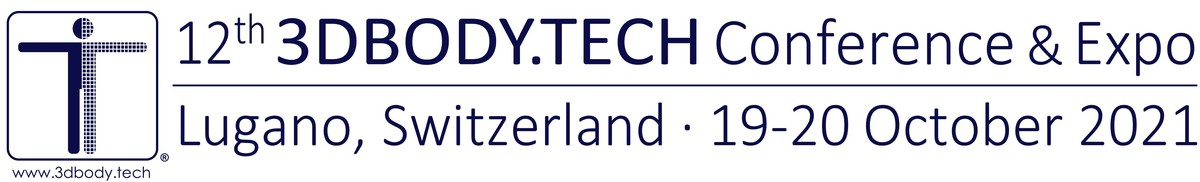 12th 3DBODY.TECH Conference & Expo
Lugano, Switzerland · 19-20 October 2021
®
www.3dbody.tech